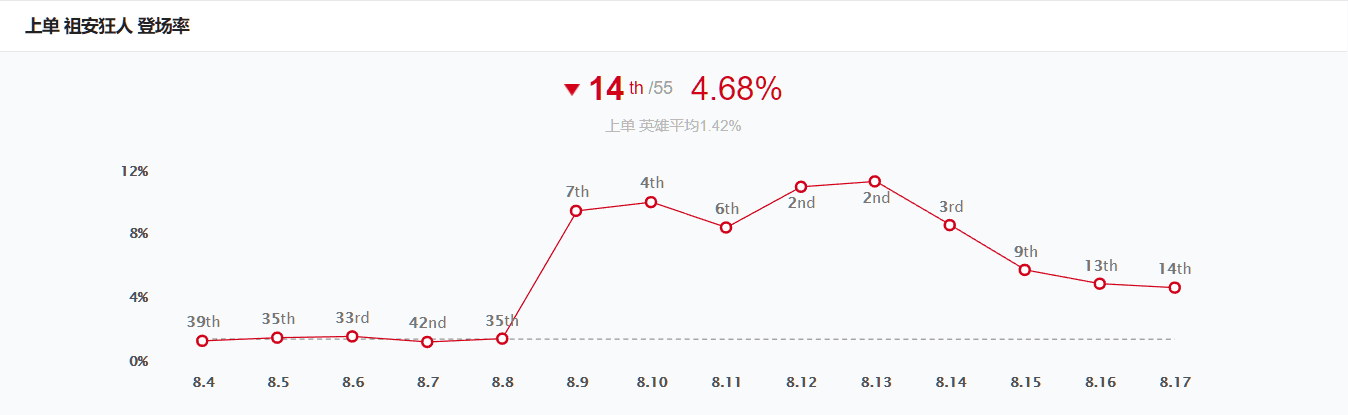 上单 祖安狂人 登场率
14 th /55 4.68%
上单 英雄平均1.42%
12%
8%
4%
0%
39th 35th 33rd 42nd 35th 7th 4th 6th 2nd 2nd 3rd 9th 13th 14th
8.4 8.5 8.6 8.7 8.8 8.9 8.10 8.11 8.12 8.13 8.14 8.15 8.16 8.17